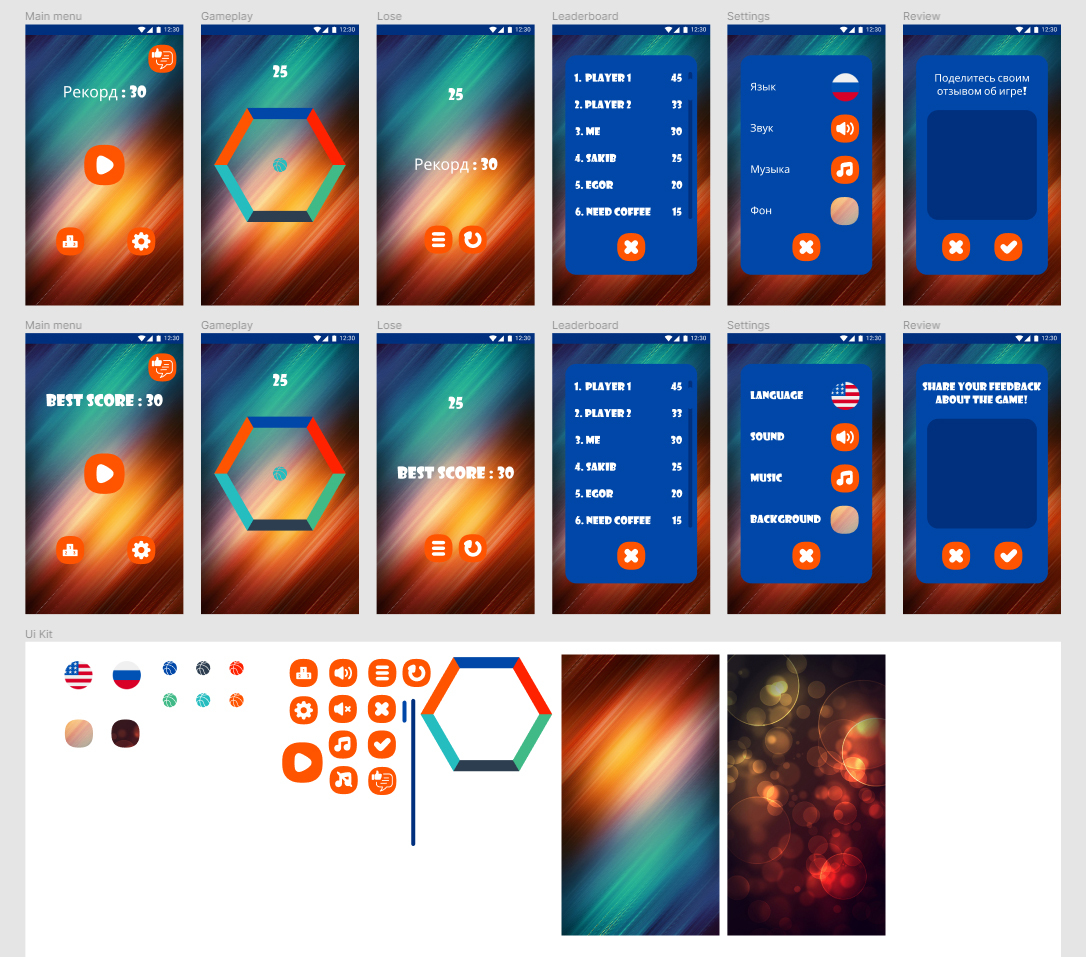 Main menu
Gameplay
Lose
Leaderboard
Settings
Review
12:30
12:30
12:30
12:30
12:30
12:30
Рекорд : 30
25
25
Рекорд : 30
1. PLAYER 1 45
2. PLAYER 2 33
3. ME 30
4. SAKIB 25
5. EGOR 20
6. NEED COFFEE 15
Язык
Звук
Музыка
Фон
Поделитесь своим
отзывом об игре!
Main menu
Gameplay
Lose
Leaderboard
Settings
Review
12:30
12:30
12:30
12:30
12:30
12:30
BEST SCORE : 30
25
25
BEST SCORE : 30
1. PLAYER 1 45
2. PLAYER 2 33
3. ME 30
4. SAKIB 25
5. EGOR 20
6. NEED COFFEE 15
LANGUAGE
SOUND
MUSIC
BACKGROUND
SHARE YOUR FEEDBACK
ABOUT THE GAME!
Ui Kit